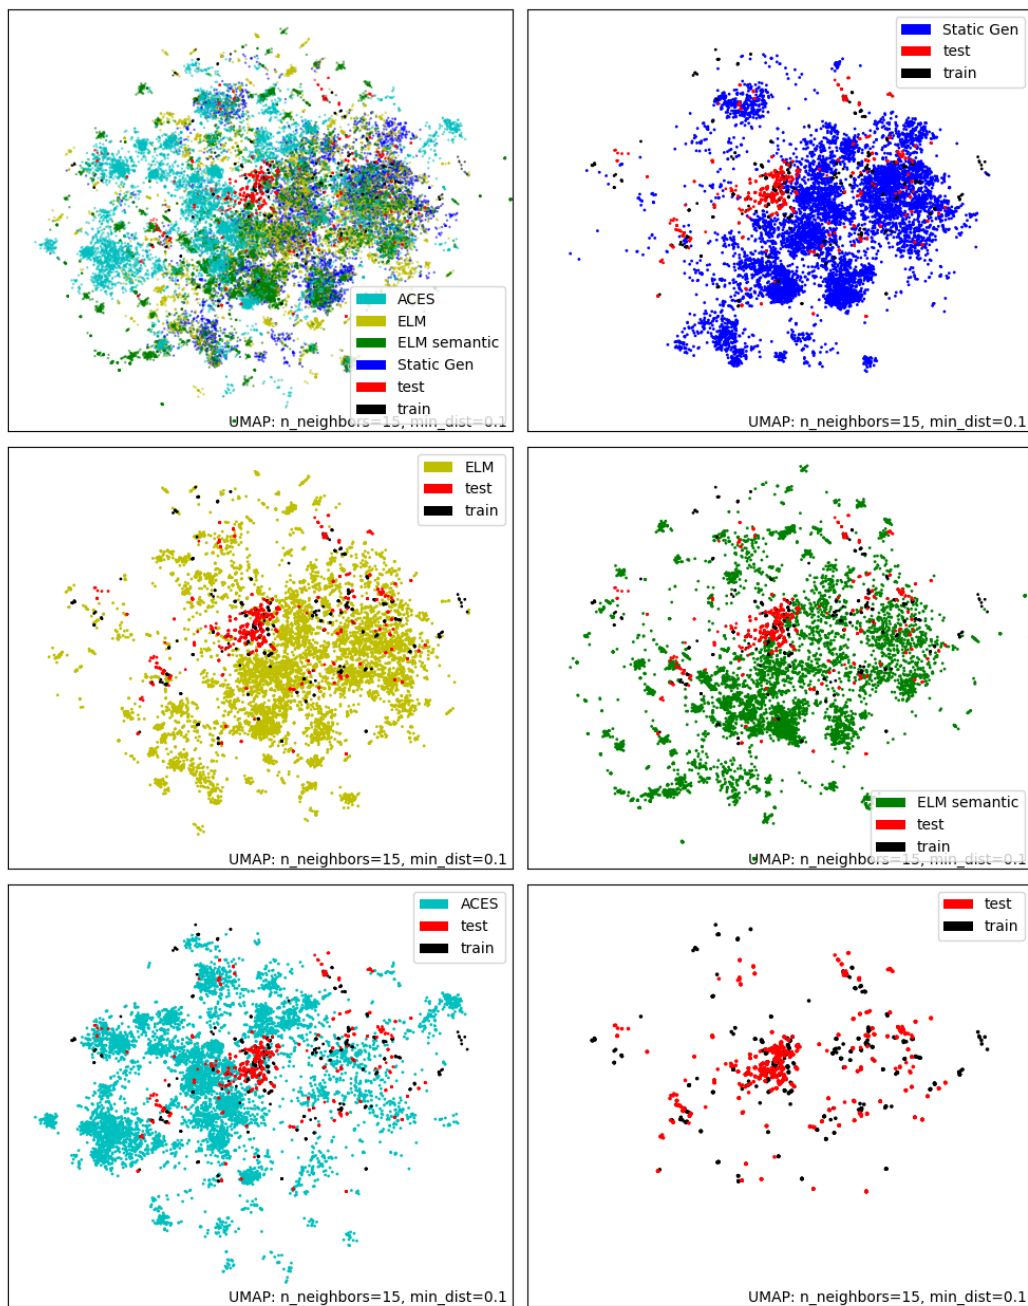 ACES
ELM
ELM semantic
Static Gen
test
train
UMAP: n_neighbors=15, min_dist=0.1
Static Gen
test
train
UMAP: n_neighbors=15, min_dist=0.1
ELM
test
train
UMAP: n_neighbors=15, min_dist=0.1
ELM semantic
test
train
UMAP: n_neighbors=15, min_dist=0.1
ACES
test
train
UMAP: n_neighbors=15, min_dist=0.1
test
train
UMAP: n_neighbors=15, min_dist=0.1